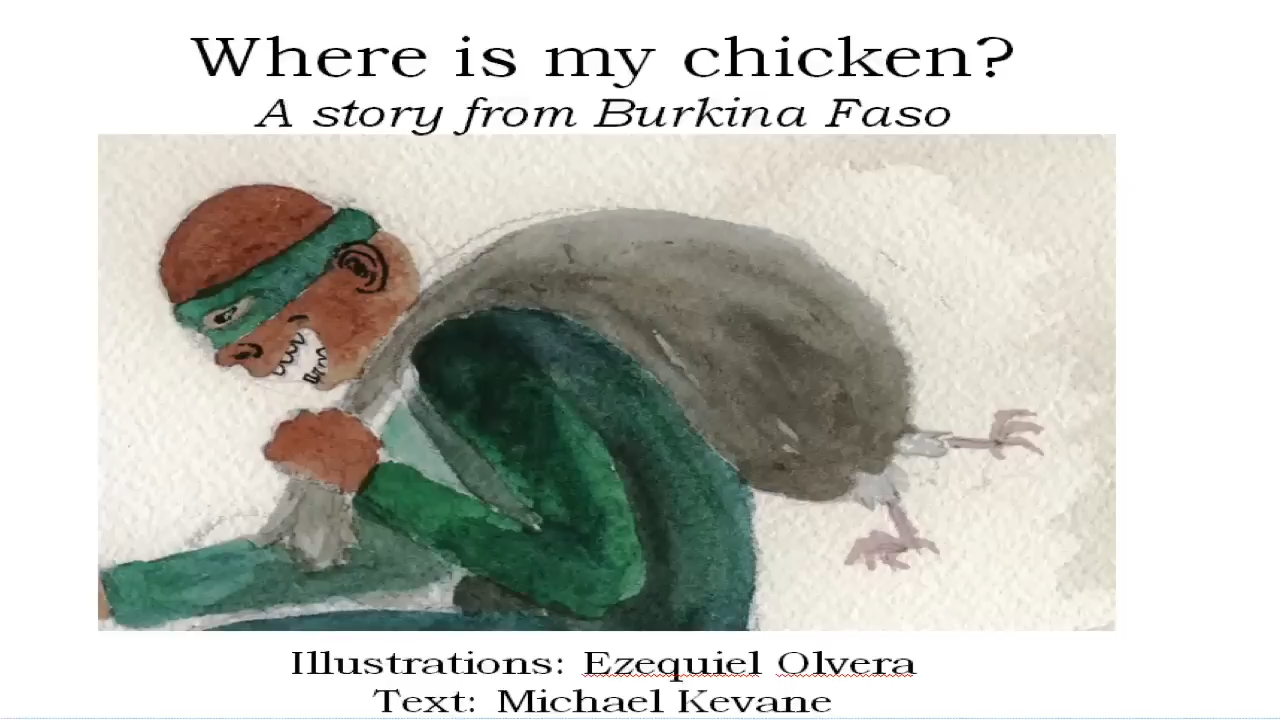 Where is my chicken?
A story from Burkina Faso
Illustrations: Ezequiel Olvera
Text: Michael Kevane